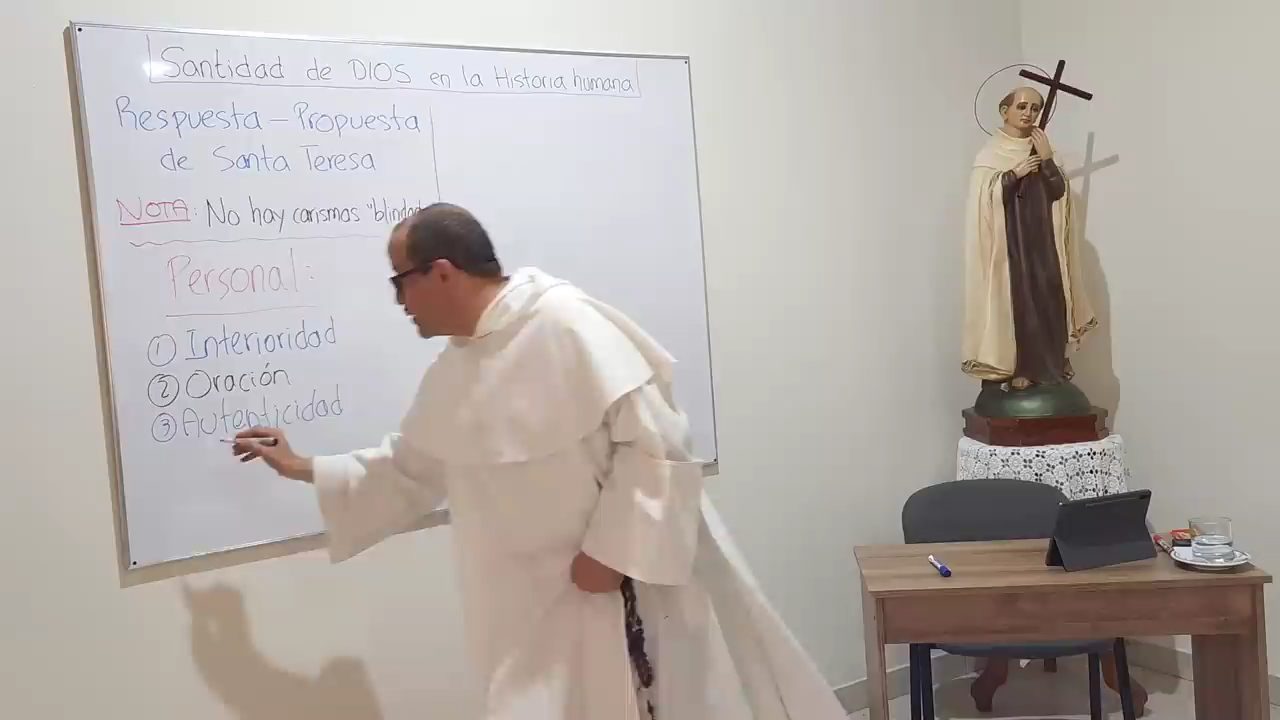 Santidad de DIOS en la Historia humana
Respuesta - Propuesta
de Santa Teresa
NOTA: No hay carismas
Personal:
① Interioridad
② Oración
③ Autenticidad